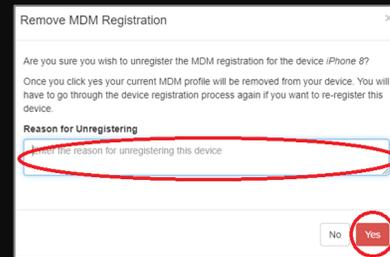 Remove MDM Registration
Are you sure you wish to unregister the MDM registration for the device iPhone 8?
Once you click yes your current MDM profile will be removed from your device. You will
have to go through the device registration process again if you want to re-register this
device.
Reason for Unregistering
Enter the reason for unregistering this device
No
Yes